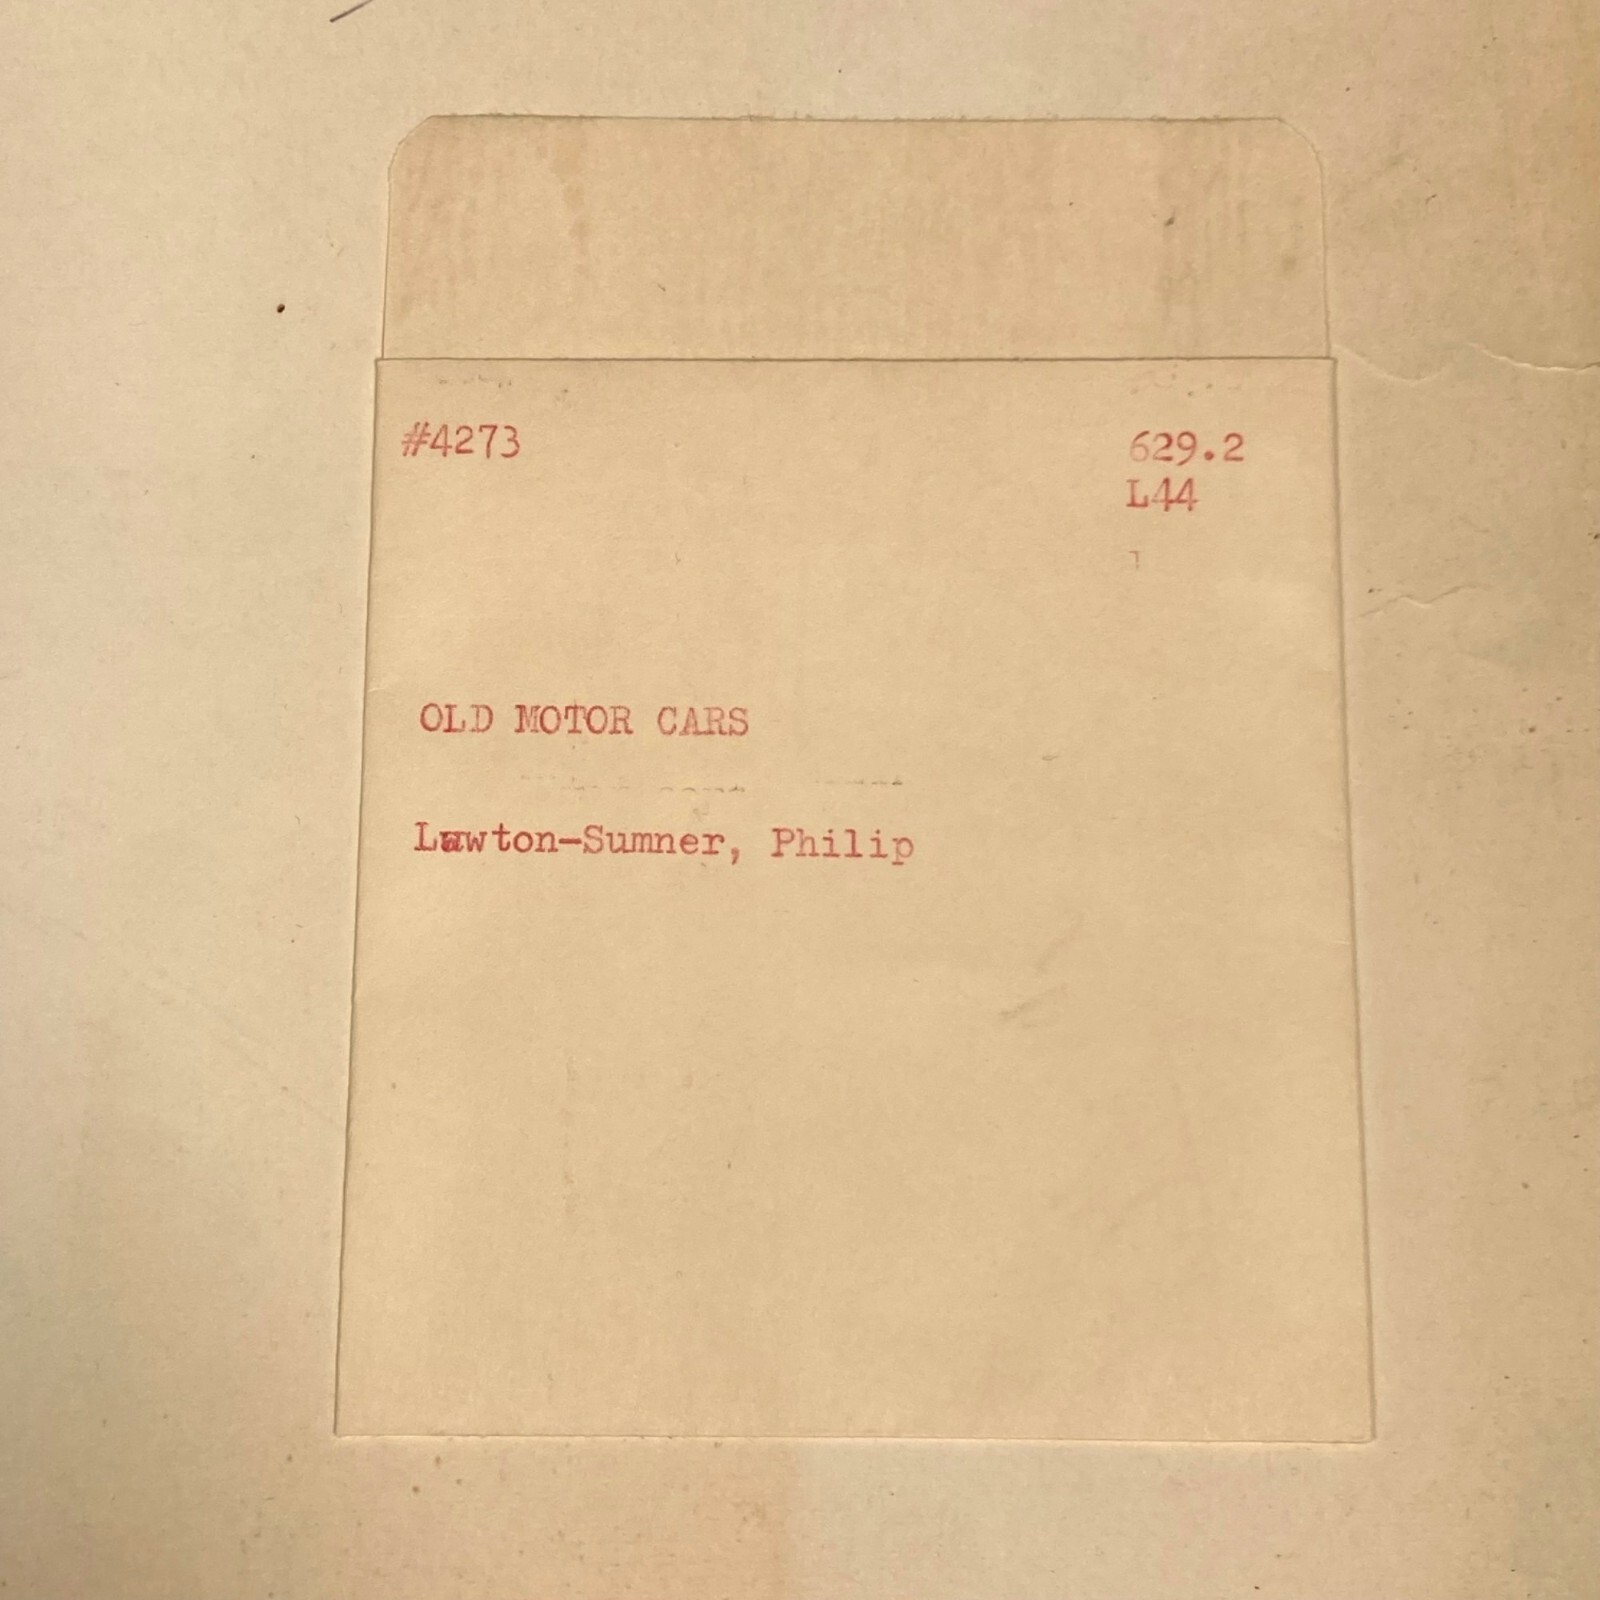 #4273
629.2
L44
OLD MOTOR CARS
Lawton-Sumner, Philip